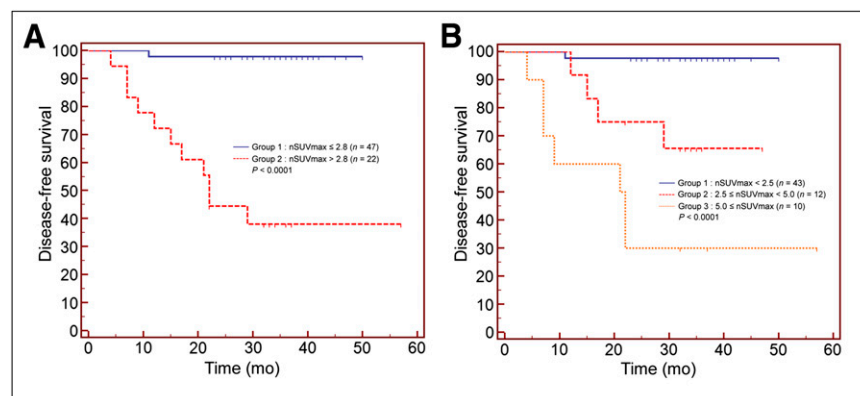 A
100
90
80
70
60
50
40
30
20
10
0
Disease-free survival
Group 1 : nSUVmax ≤ 2.8 (n = 47)
Group 2 : nSUVmax > 2.8 (n = 22)
P < 0.0001
0 10 20 30 40 50 60
Time (mo)
B
100
90
80
70
60
50
40
30
20
10
0
Disease-free survival
Group 1 : nSUVmax < 2.5 (n = 43)
Group 2 : 2.5 ≤ nSUVmax < 5.0 (n = 12)
Group 3 : 5.0 ≤ nSUVmax (n = 10)
P < 0.0001
0 10 20 30 40 50 60
Time (mo)